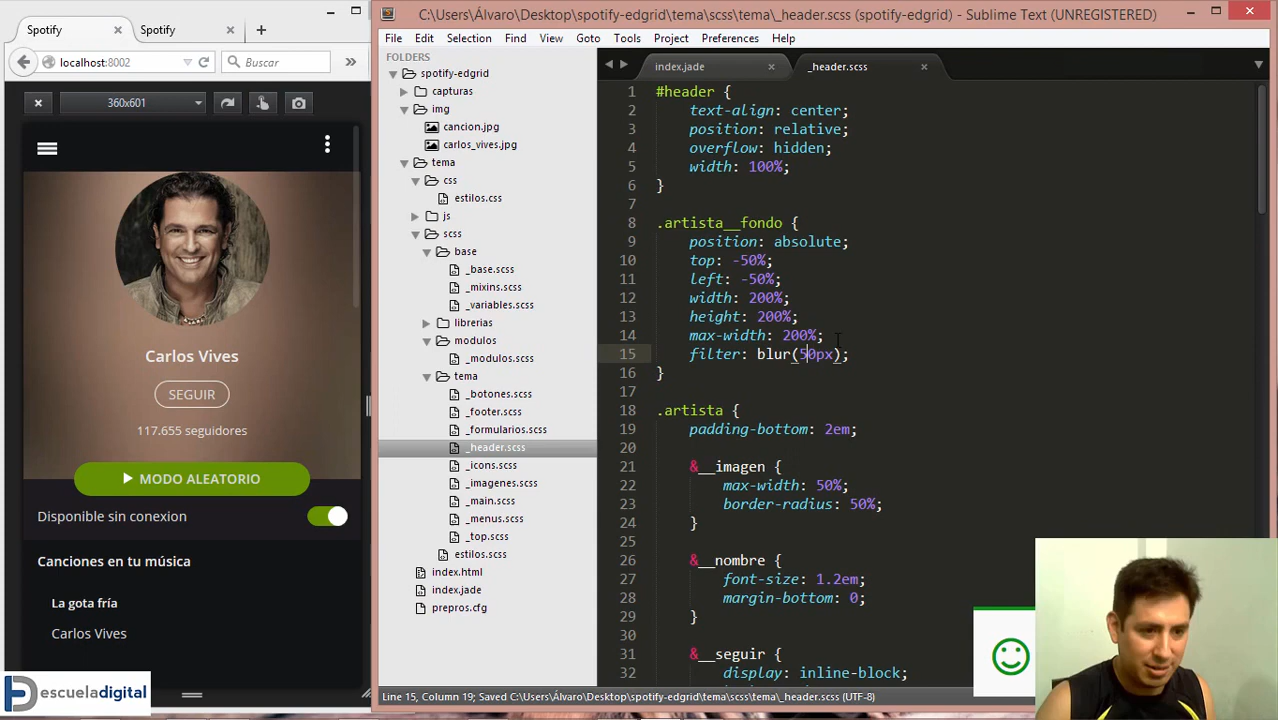 Spotify
Spotify
localhost:8002
Buscar
360x601
Carlos Vives
SEGUIR
117.655 seguidores
MODO ALEATORIO
Disponible sin conexion
Canciones en tu música
La gota fría
Carlos Vives
escueladigital
C:\Users\Álvaro\Desktop\spotify-edgrid\tema\scss\tema\_header.scss (spotify-edgrid) - Sublime Text (UNREGISTERED)
File Edit Selection Find View Goto Tools Project Preferences Help
FOLDERS
spotify-edgrid
capturas
img
cancion.jpg
carlos_vives.jpg
tema
css
estilos.css
js
scss
base
_base.scss
_mixins.scss
_variables.scss
librerias
modulos
_modulos.scss
tema
_botones.scss
_footer.scss
_formularios.scss
_header.scss
_icons.scss
_imagenes.scss
_main.scss
_menus.scss
_top.scss
estilos.scss
index.html
index.jade
prepros.cfg
index.jade
_header.scss
1 #header {
2 text-align: center;
3 position: relative;
4 overflow: hidden;
5 width: 100%;
6 }
7
8 .artista__fondo {
9 position: absolute;
10 top: -50%;
11 left: -50%;
12 width: 200%;
13 height: 200%;
14 max-width: 200%;
15 filter: blur(50px);
16 }
17
18 .artista {
19 padding-bottom: 2em;
20
21 &__imagen {
22 max-width: 50%;
23 border-radius: 50%;
24 }
25
26 &__nombre {
27 font-size: 1.2em;
28 margin-bottom: 0;
29 }
30
31 &__seguir {
32 display: inline-block;
Line 15, Column 19; Saved C:\Users\Álvaro\Desktop\spotify-edgrid\tema\scss\tema\_header.scss (UTF-8)